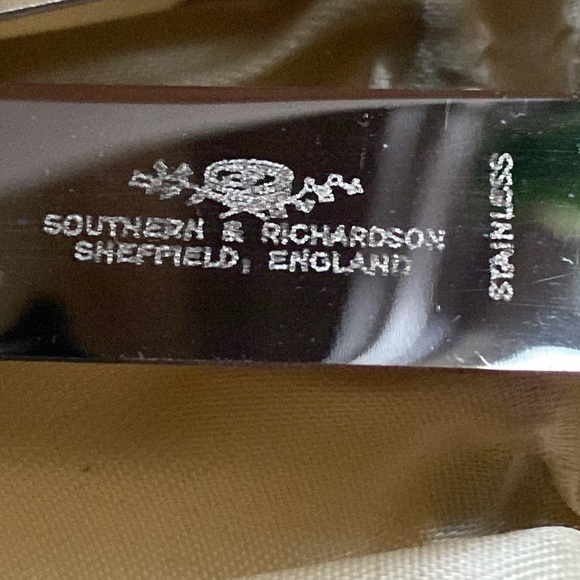 SOUTHERN & RICHARDSON
SHEFFIELD, ENGLAND
STAINLESS